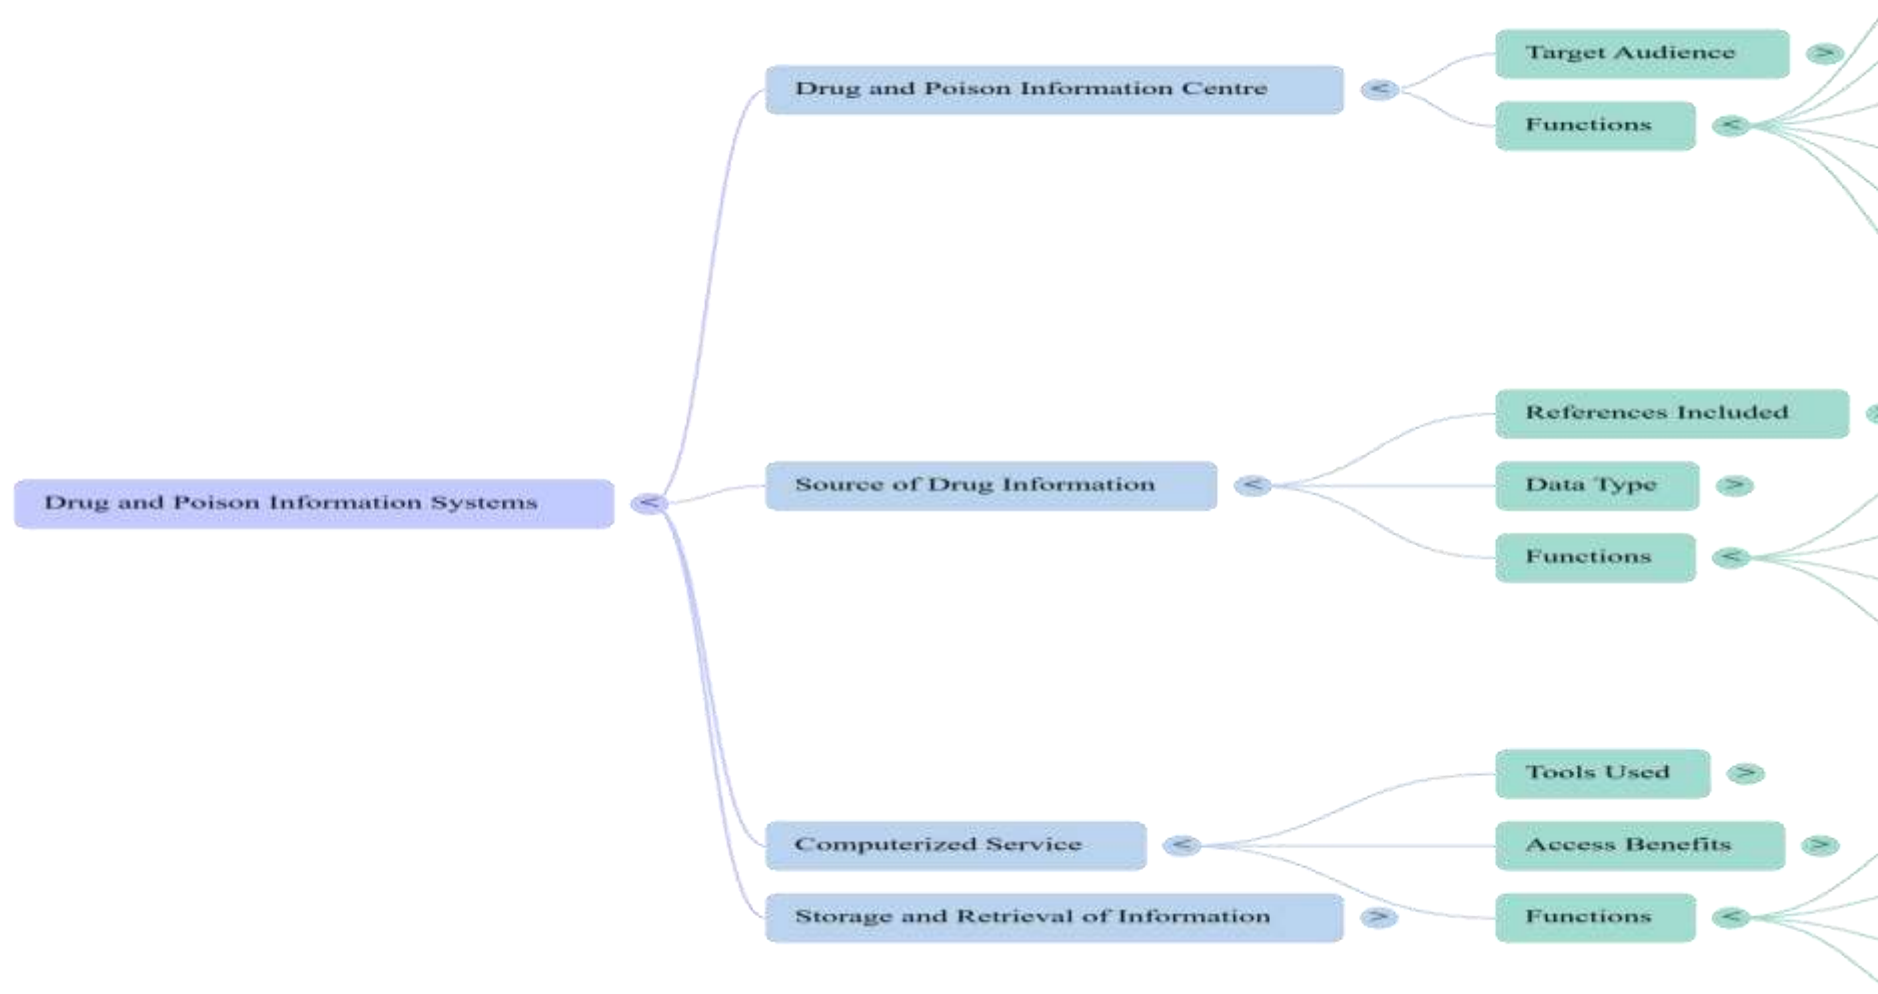 Drug and Poison Information Systems
Drug and Poison Information Centre
Target Audience
Functions
Source of Drug Information
References Included
Data Type
Functions
Computerized Service
Tools Used
Access Benefits
Functions
Storage and Retrieval of Information